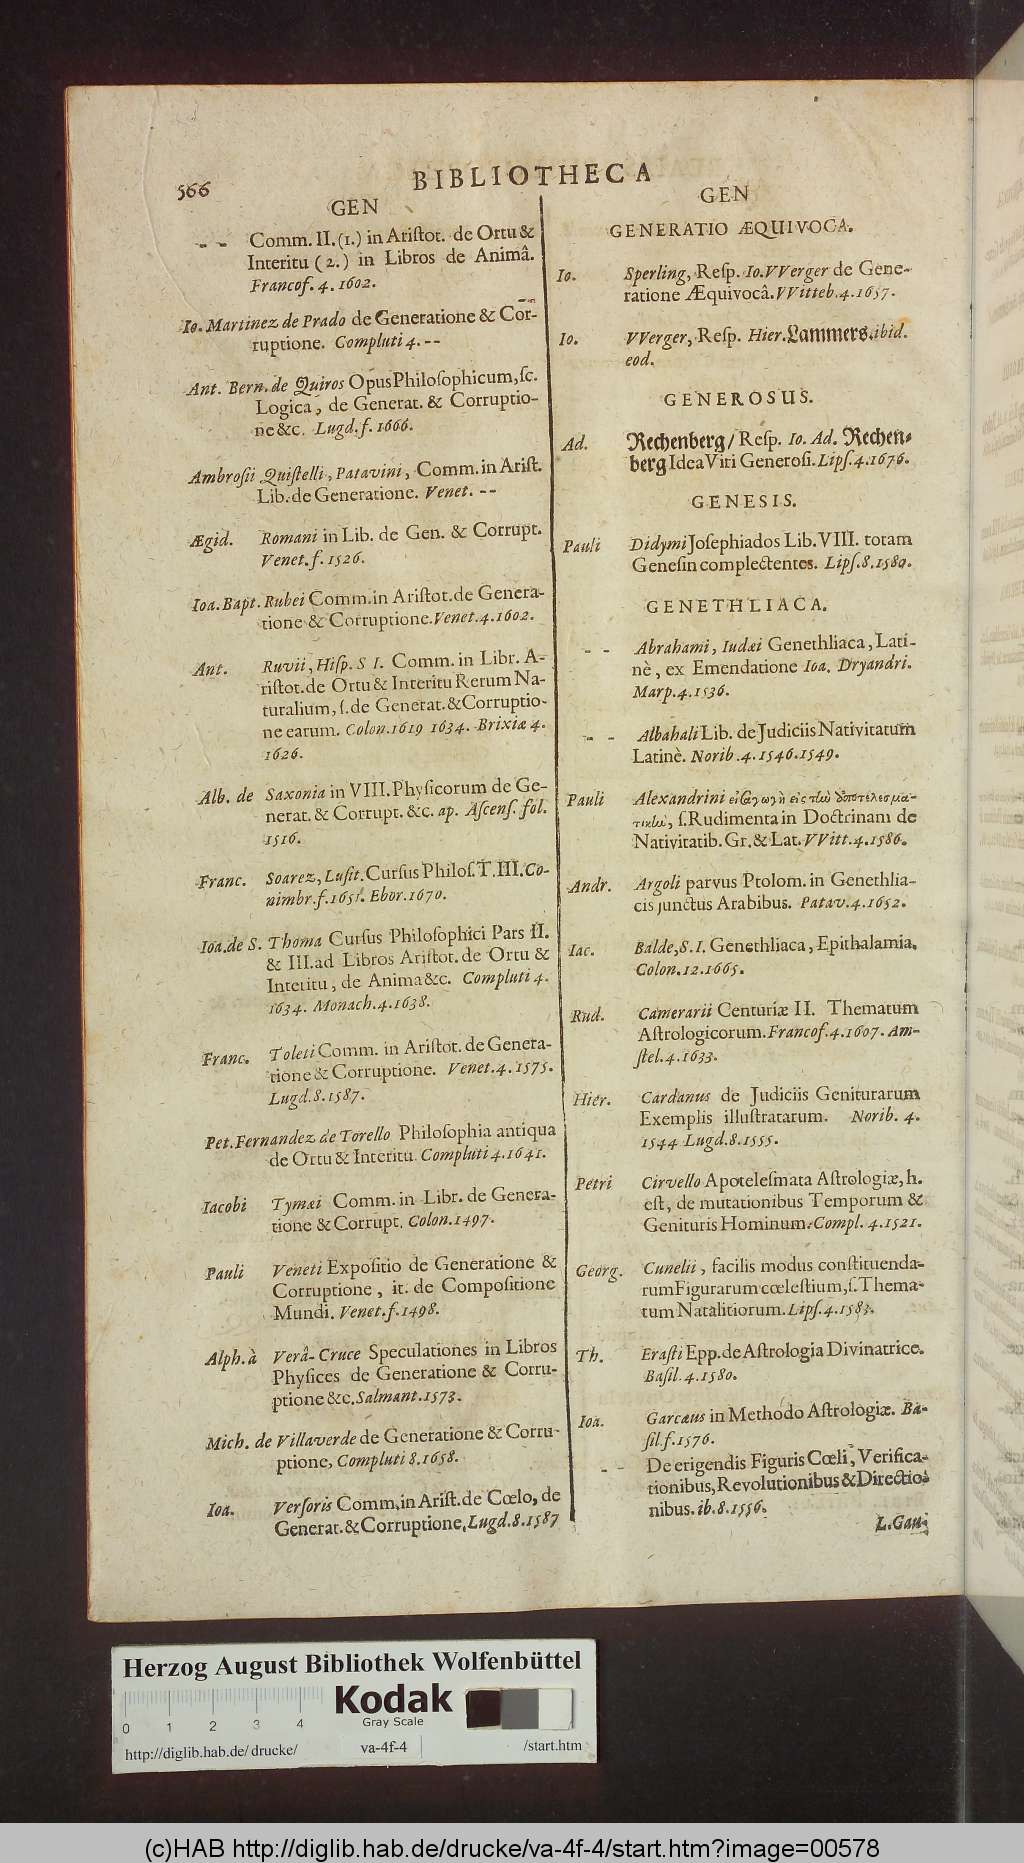 566
BIBLIOTHECA
GEN
- - Comm. II. (1.) in Ariſtot. de Ortu &
Interitu (2.) in Libros de Animâ.
Francof. 4. 1602.
Io. Martinez de Prado de Generatione & Cor-
ruptione. Compluti 4. --
Ant. Bern. de Quiros Opus Philoſophicum, ſc.
Logica, de Generat. & Corruptio-
ne &c. Lugd. f. 1666.
Ambroſii Quiſtelli, Patavini, Comm. in Ariſt.
Lib. de Generatione. Venet. --
Ægid. Romani in Lib. de Gen. & Corrupt.
Venet. f. 1526.
Ioa. Bapt. Rubei Comm. in Ariſtot. de Genera-
tione & Corruptione. Venet. 4. 1602.
Ant. Ruvii, Hiſp. S I. Comm. in Libr. A-
riſtot. de Ortu & Interitu Rerum Na-
turalium, ſ. de Generat. & Corruptio-
ne earum. Colon. 1619 1634. Brixiæ 4.
1626.
Alb. de Saxonia in VIII. Phyſicorum de Ge-
nerat. & Corrupt. &c. ap. Aſcenſ. fol.
1516.
Franc. Soarez, Luſit. Curſus Philoſ. T. III. Co-
nimbr. f. 1651. Ebor. 1670.
Ioa. de S. Thoma Curſus Philoſophici Pars II.
& III. ad Libros Ariſtot. de Ortu &
Interitu, de Anima &c. Compluti 4.
1634. Monach. 4. 1638.
Franc. Toleti Comm. in Ariſtot. de Genera-
tione & Corruptione. Venet. 4. 1575.
Lugd. 8. 1587.
Pet. Fernandez de Torello Philoſophia antiqua
de Ortu & Interitu. Compluti 4. 1641.
Iacobi Tymæi Comm. in Libr. de Genera-
tione & Corrupt. Colon. 1497.
Pauli Veneti Expoſitio de Generatione &
Corruptione, it. de Compoſitione
Mundi. Venet. f. 1498.
Alph. à Verâ-Cruce Speculationes in Libros
Phyſices de Generatione & Corru-
ptione &c. Salmant. 1573.
Mich. de Villaverde de Generatione & Corru-
ptione, Compluti 8. 1658.
Ioa. Verſoris Comm, in Ariſt. de Cœlo, de
Generat. & Corruptione. Lugd. 8. 1587
GEN
GENERATIO ÆQUIVOCA.
Io. Sperling, Reſp. Io. VVerger de Gene-
ratione Æquivocâ. VVitteb. 4. 1657.
Io. VVerger, Reſp. Hier. Lammers. ibid.
eod.
GENEROSUS.
Ad. Rechenberg / Reſp. Io. Ad. Rechen-
berg Idea Viri Generoſi. Lipſ. 4. 1676.
GENESIS.
Pauli Didymi Joſephiados Lib. VIII. totam
Geneſin complectentes. Lipſ. 8. 1580.
GENETHLIACA.
- - Abrahami, Iudæi Genethliaca, Lati-
nè, ex Emendatione Ioa. Dryandri.
Marp. 4. 1536.
- - Albahali Lib. de Judiciis Nativitatum
Latinè. Norib. 4. 1546. 1549.
Pauli Alexandrini εἰσαγωγὴ εἰς τὴν ἀποτελεσμα-
τικὴν, ſ. Rudimenta in Doctrinam de
Nativitatib. Gr. & Lat. VVitt. 4. 1586.
Andr. Argoli parvus Ptolom. in Genethlia-
cis junctus Arabibus. Patav. 4. 1652.
Iac. Balde, S. I. Genethliaca, Epithalamia.
Colon. 12. 1665.
Rud. Camerarii Centuriæ II. Thematum
Aſtrologicorum. Francof. 4. 1607. Am-
ſtel. 4. 1633.
Hier. Cardanus de Judiciis Geniturarum
Exemplis illuſtratarum. Norib. 4.
1544 Lugd. 8. 1555.
Petri Cirvello Apoteleſmata Aſtrologiæ, h.
eſt, de mutationibus Temporum &
Genituris Hominum. Compl. 4. 1521.
Georg. Cunelii, facilis modus conſtituenda-
rum Figurarum cœleſtium, ſ. Thema-
tum Natalitiorum. Lipſ. 4. 1583.
Th. Eraſti Epp. de Aſtrologia Divinatrice.
Baſil. 4. 1580.
Ioa. Garcæus in Methodo Aſtrologiæ. Ba-
ſil. f. 1576.
- - De erigendis Figuris Cœli, Verifica-
tionibus, Revolutionibus & Directio-
nibus. ib. 8. 1556.
L. Gau-
Herzog August Bibliothek Wolfenbüttel
Kodak
Gray Scale
0 1 2 3 4
http://diglib.hab.de/drucke/ va-4f-4 /start.htm
(c)HAB http://diglib.hab.de/drucke/va-4f-4/start.htm?image=00578